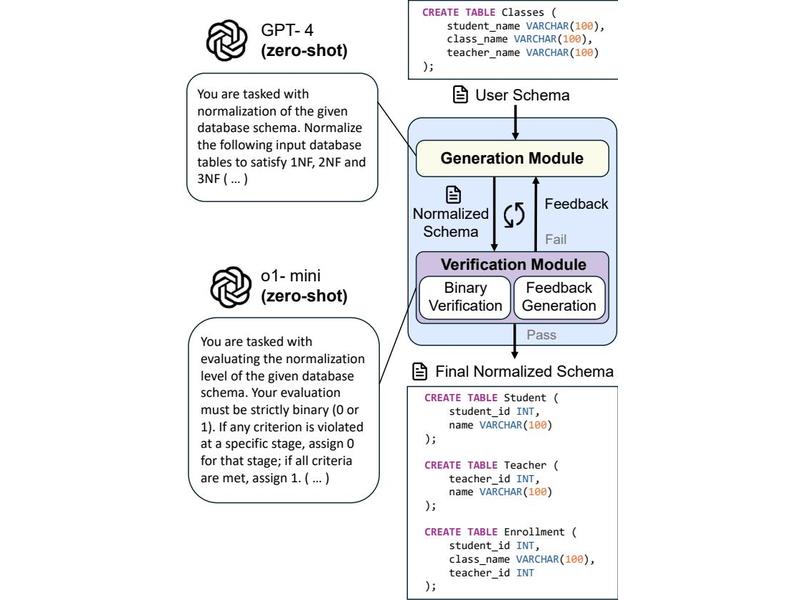 GPT- 4
(zero-shot)
You are tasked with
normalization of the given
database schema. Normalize
the following input database
tables to satisfy 1NF, 2NF and
3NF ( ... )
CREATE TABLE Classes (
student_name VARCHAR(100),
class_name VARCHAR(100),
teacher_name VARCHAR(100)
);
User Schema
Generation Module
Normalized
Schema
Feedback
Fail
Verification Module
Binary
Verification
Feedback
Generation
Pass
o1- mini
(zero-shot)
You are tasked with
evaluating the normalization
level of the given database
schema. Your evaluation
must be strictly binary (0 or
1). If any criterion is violated
at a specific stage, assign 0
for that stage; if all criteria
are met, assign 1. ( ... )
Final Normalized Schema
CREATE TABLE Student (
student_id INT,
name VARCHAR(100)
);
CREATE TABLE Teacher (
teacher_id INT,
name VARCHAR(100)
);
CREATE TABLE Enrollment (
student_id INT,
class_name VARCHAR(100),
teacher_id INT
);